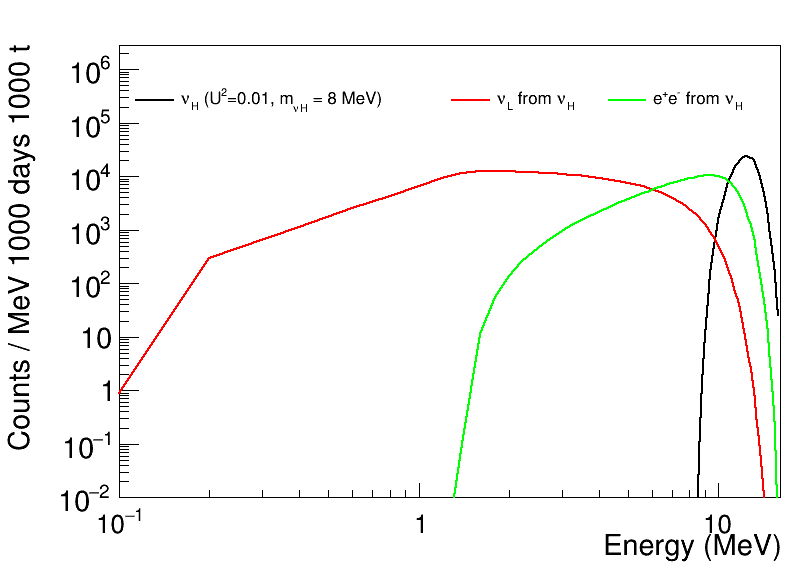 Counts / MeV 1000 days 1000 t
10⁶
10⁵
10⁴
10³
10²
10
1
10⁻¹
10⁻²
ν_H (U²=0.01, m_νH = 8 MeV)
ν_L from ν_H
e⁺e⁻ from ν_H
10⁻¹ 1 10
Energy (MeV)